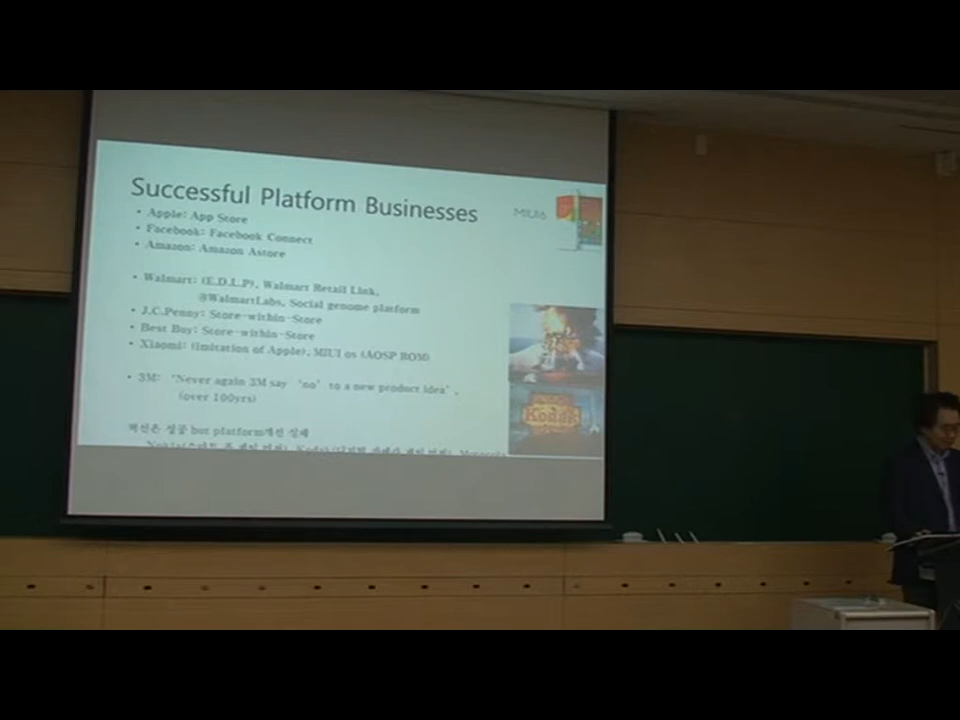 Successful Platform Businesses
MIUI6
• Apple: App Store
• Facebook: Facebook Connect
• Amazon: Amazon Astore
• Walmart: (E.D.L.P), Walmart Retail Link,
@WalmartLabs, Social genome platform
• J.C.Penny: Store-within-Store
• Best Buy: Store-within-Store
• Xiaomi: (imitation of Apple), MIUI os (AOSP ROM)
• 3M: ‘Never again 3M say ‘no’ to a new product idea’,
(over 100yrs)
혁신은 성공 but platform개선 실패
Kodak